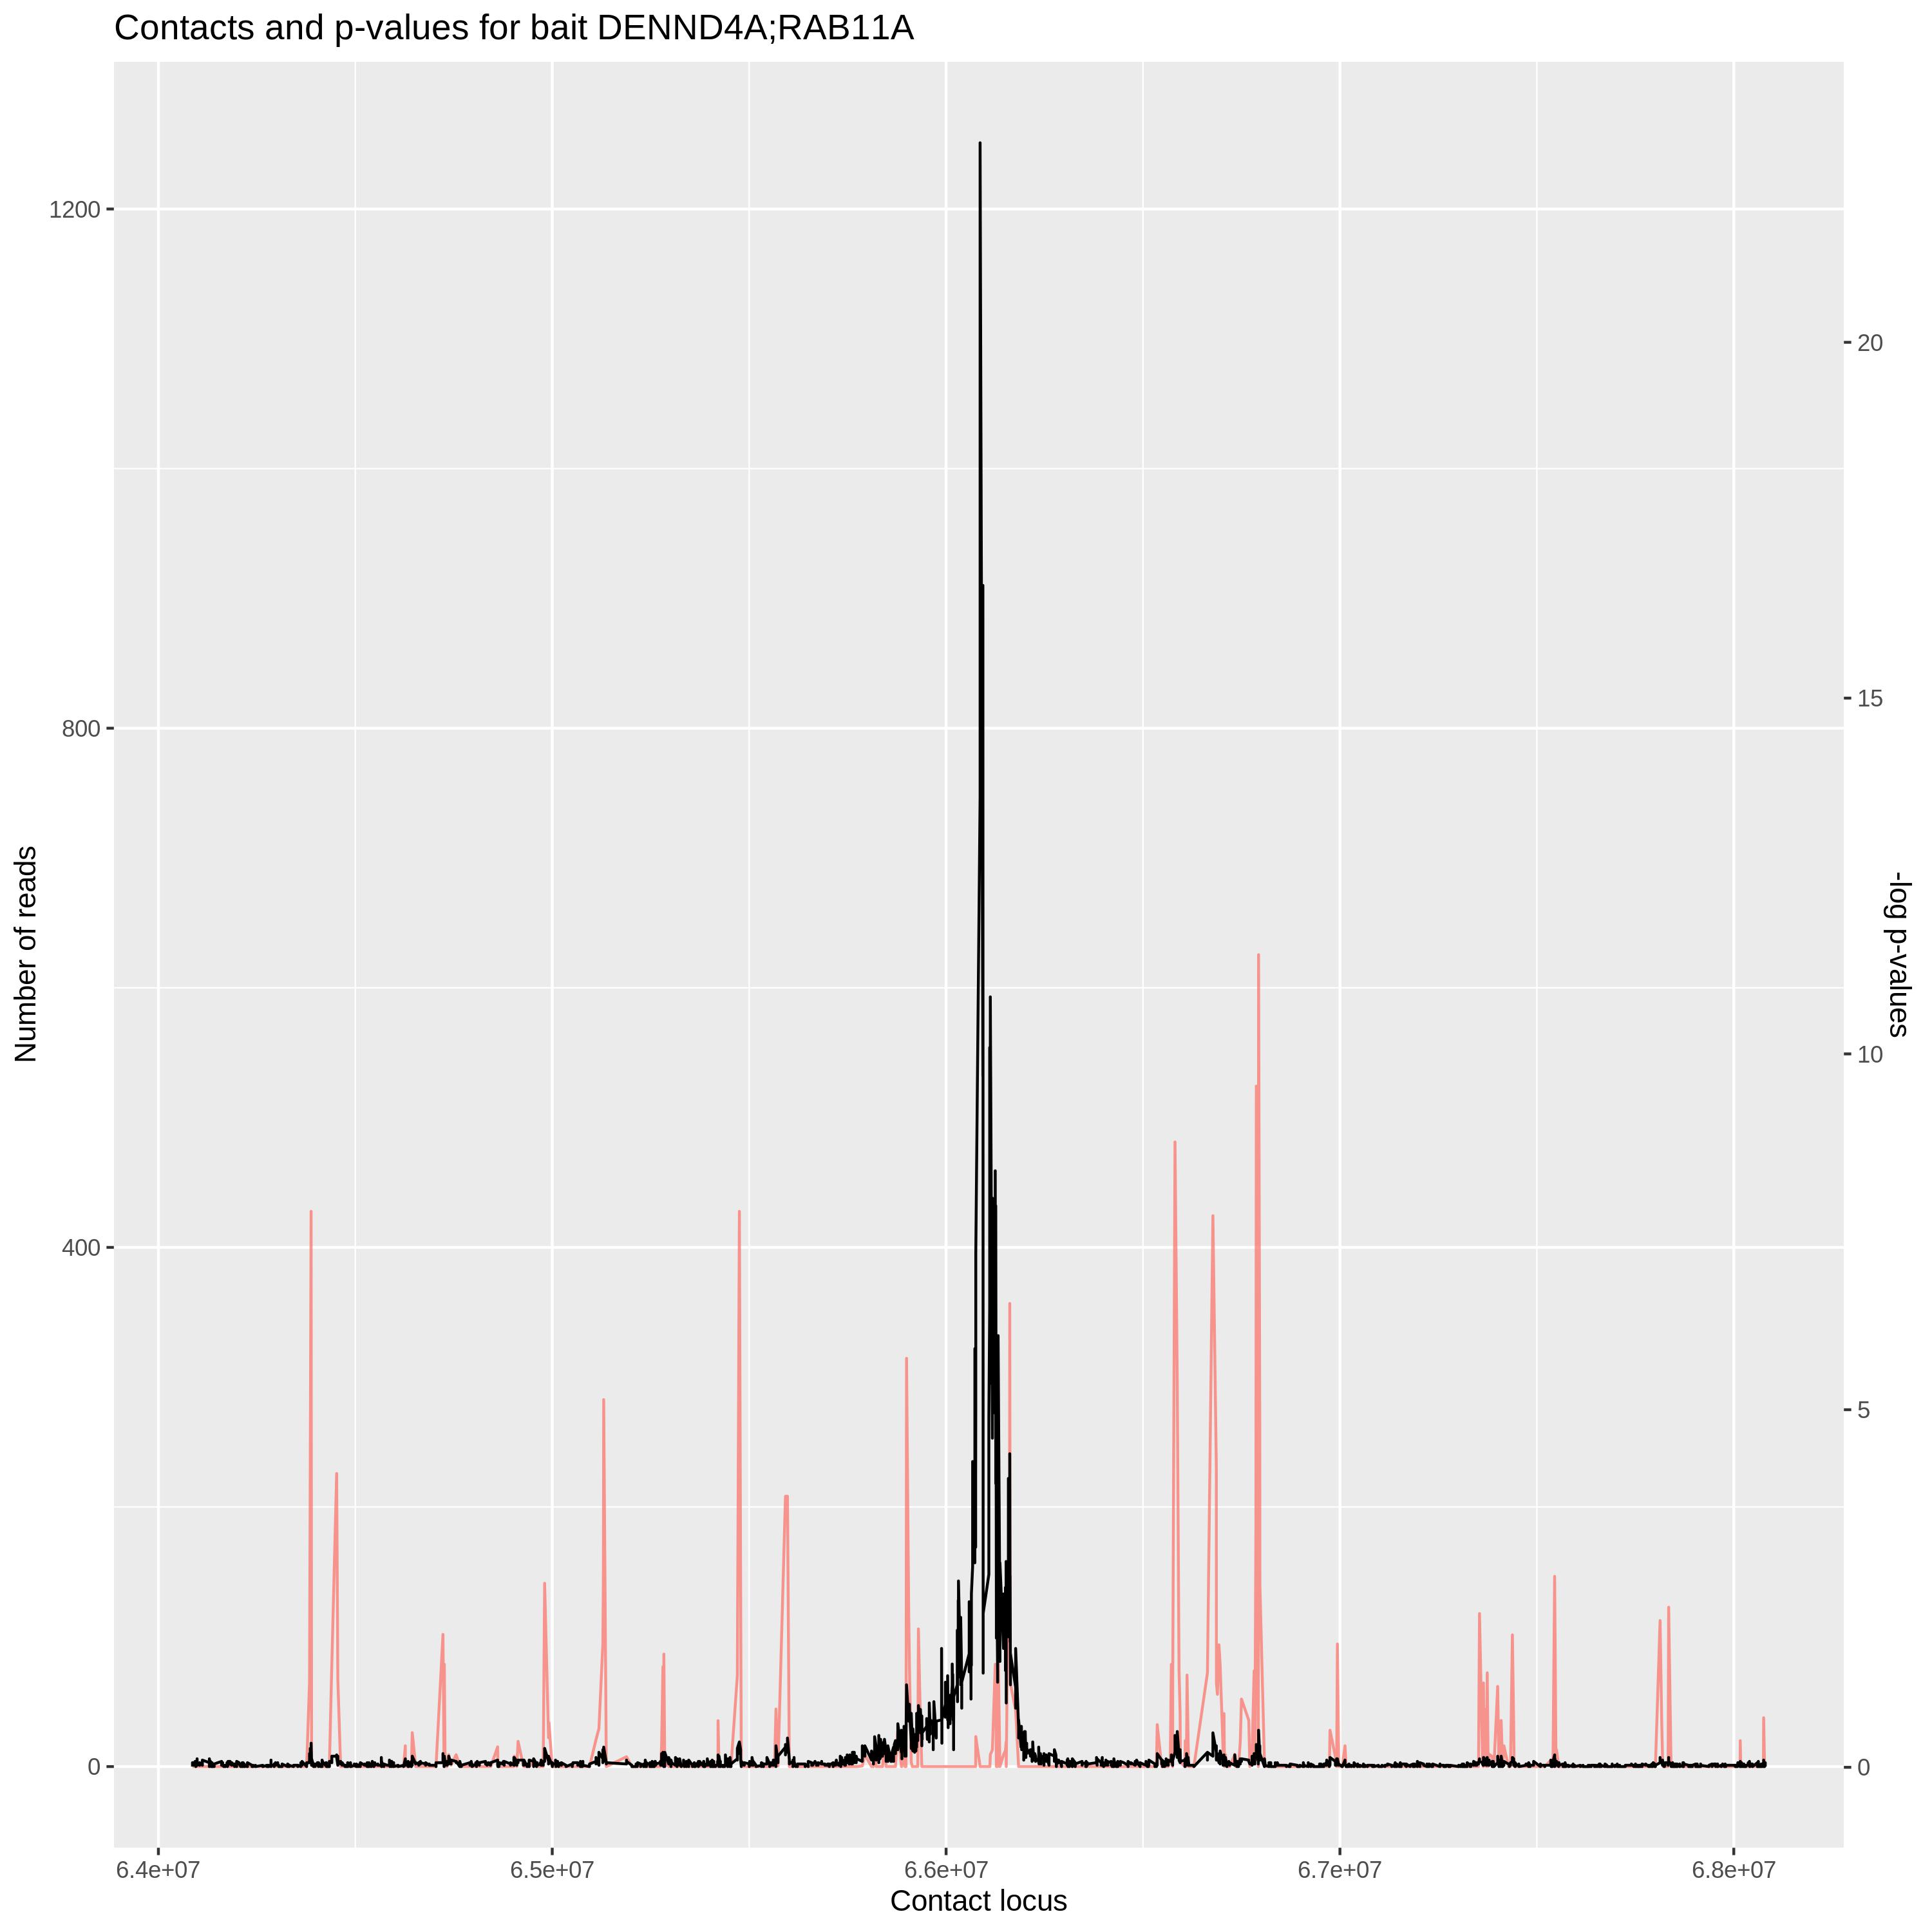 Contacts and p-values for bait DENND4A;RAB11A
1200
800
400
0
Number of reads
20
15
10
5
0
-log p-values
6.4e+07
6.5e+07
6.6e+07
6.7e+07
6.8e+07
Contact locus